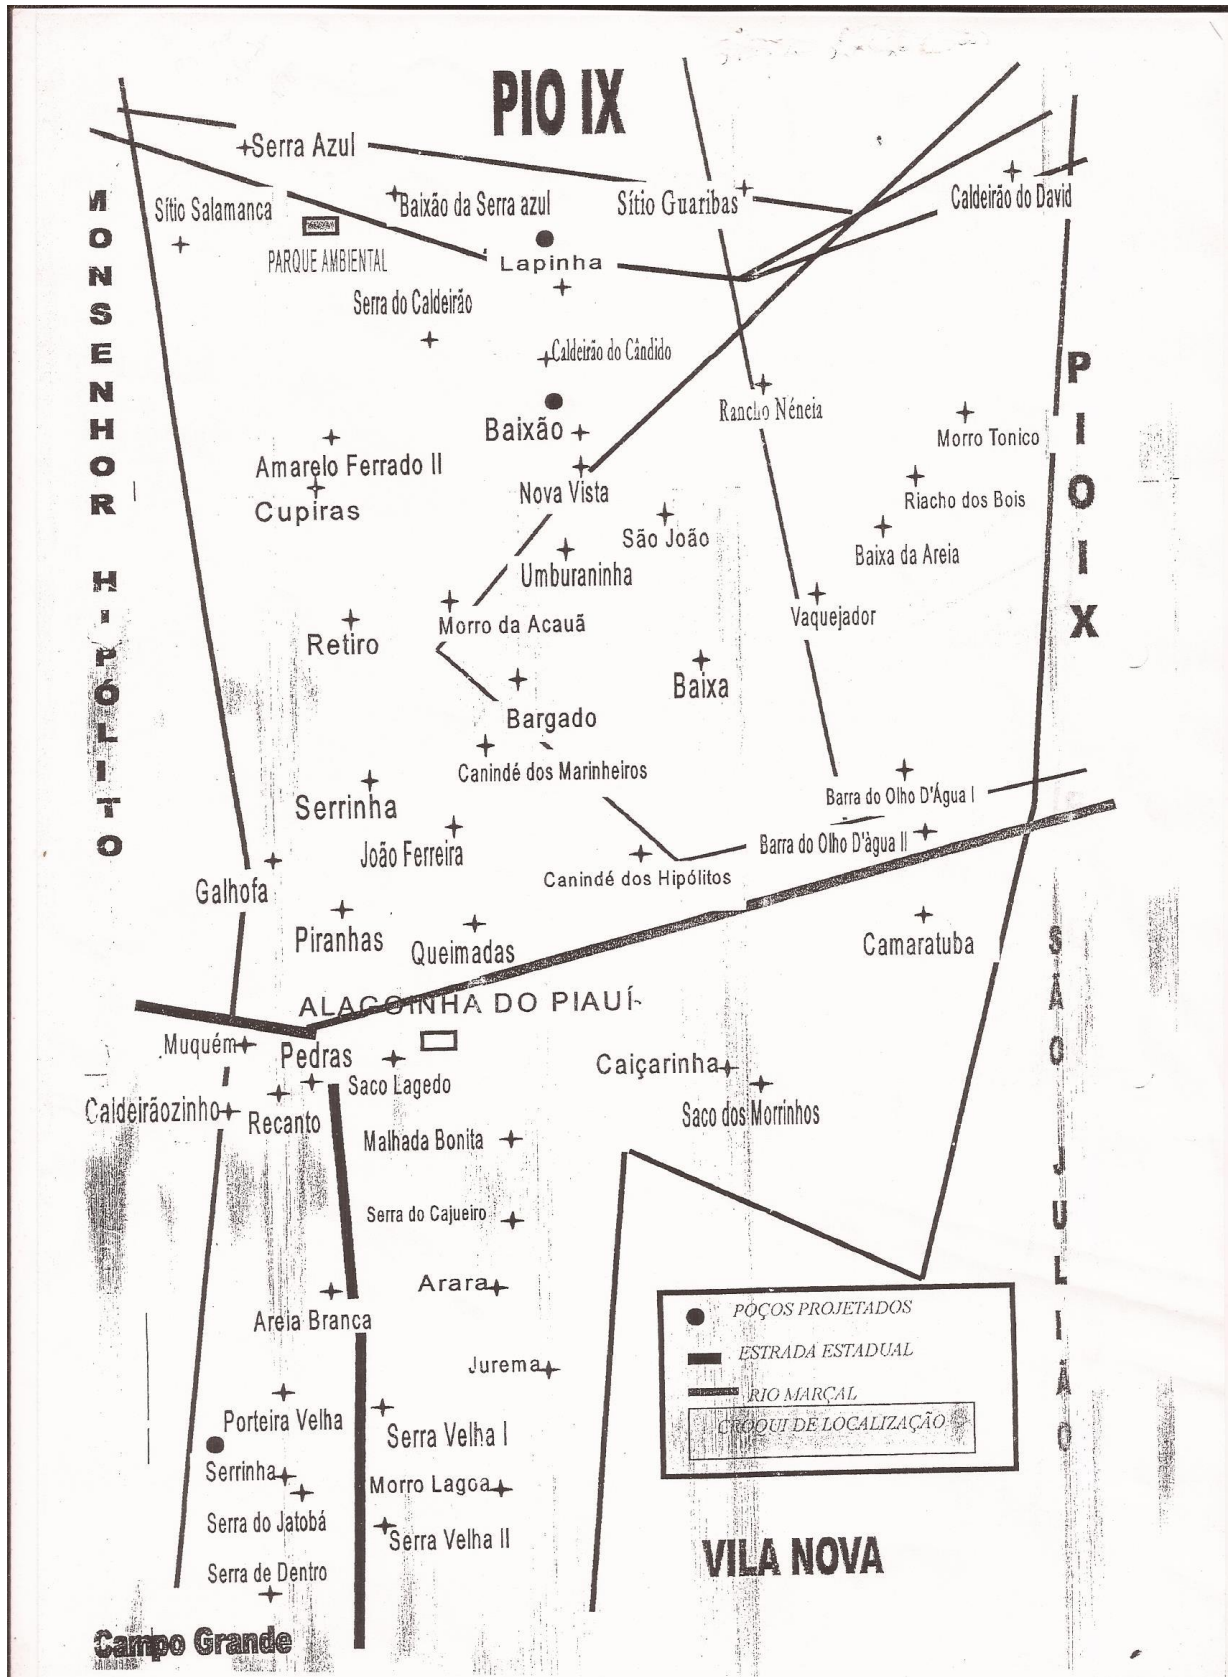 PIO IX
Serra Azul
MONSENHOR HIPÓLITO
Sítio Salamanca
Baixão da Serra azul
Sítio Guaribas
Caldeirão do David
PARQUE AMBIENTAL
Lapinha
Serra do Caldeirão
Caldeirão do Cândido
PIO IX
Rancho Néneia
Baixão
Morro Tonico
Amarelo Ferrado II
Nova Vista
Riacho dos Bois
Cupiras
São João
Baixa da Areia
Umburaninha
Vaquejador
Morro da Acauã
Retiro
Baixa
Bargado
Canindé dos Marinheiros
Serrinha
Barra do Olho D'Água I
João Ferreira
Barra do Olho D'àgua II
Canindé dos Hipólitos
Galhofa
Piranhas
Queimadas
Camaratuba
SÃO JULIÃO
ALAGOINHA DO PIAUÍ
Muquém
Pedras
Saco Lagedo
Caiçarinha
Caldeirãozinho
Recanto
Saco dos Morrinhos
Malhada Bonita
Serra do Cajueiro
Arara
Areia Branca
POÇOS PROJETADOS
ESTRADA ESTADUAL
RIO MARÇAL
CROQUI DE LOCALIZAÇÃO
Jurema
Porteira Velha
Serra Velha I
Serrinha
Morro Lagoa
Serra do Jatobá
Serra Velha II
Serra de Dentro
VILA NOVA
Campo Grande